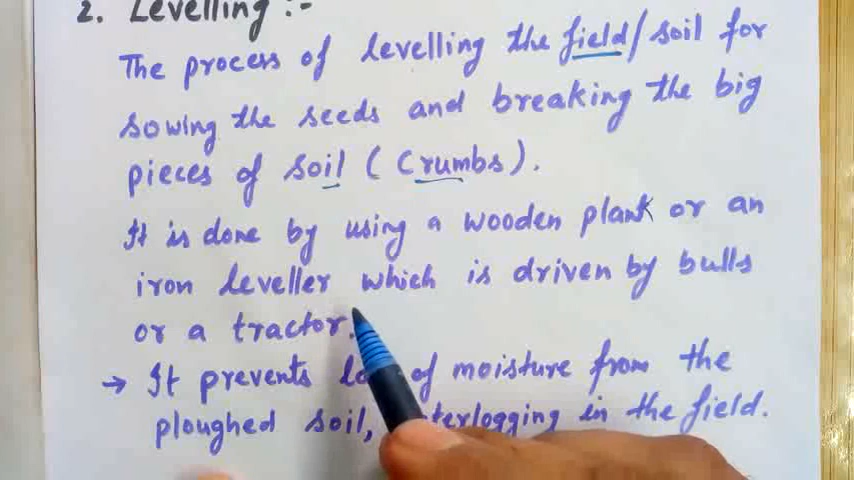 2. Levelling :-
The process of levelling the field/soil for
sowing the seeds and breaking the big
pieces of soil (Crumbs).
It is done by using a wooden plank or an
iron leveller which is driven by bulls
or a tractor.
→ It prevents of moisture from the
ploughed soil, in the field.